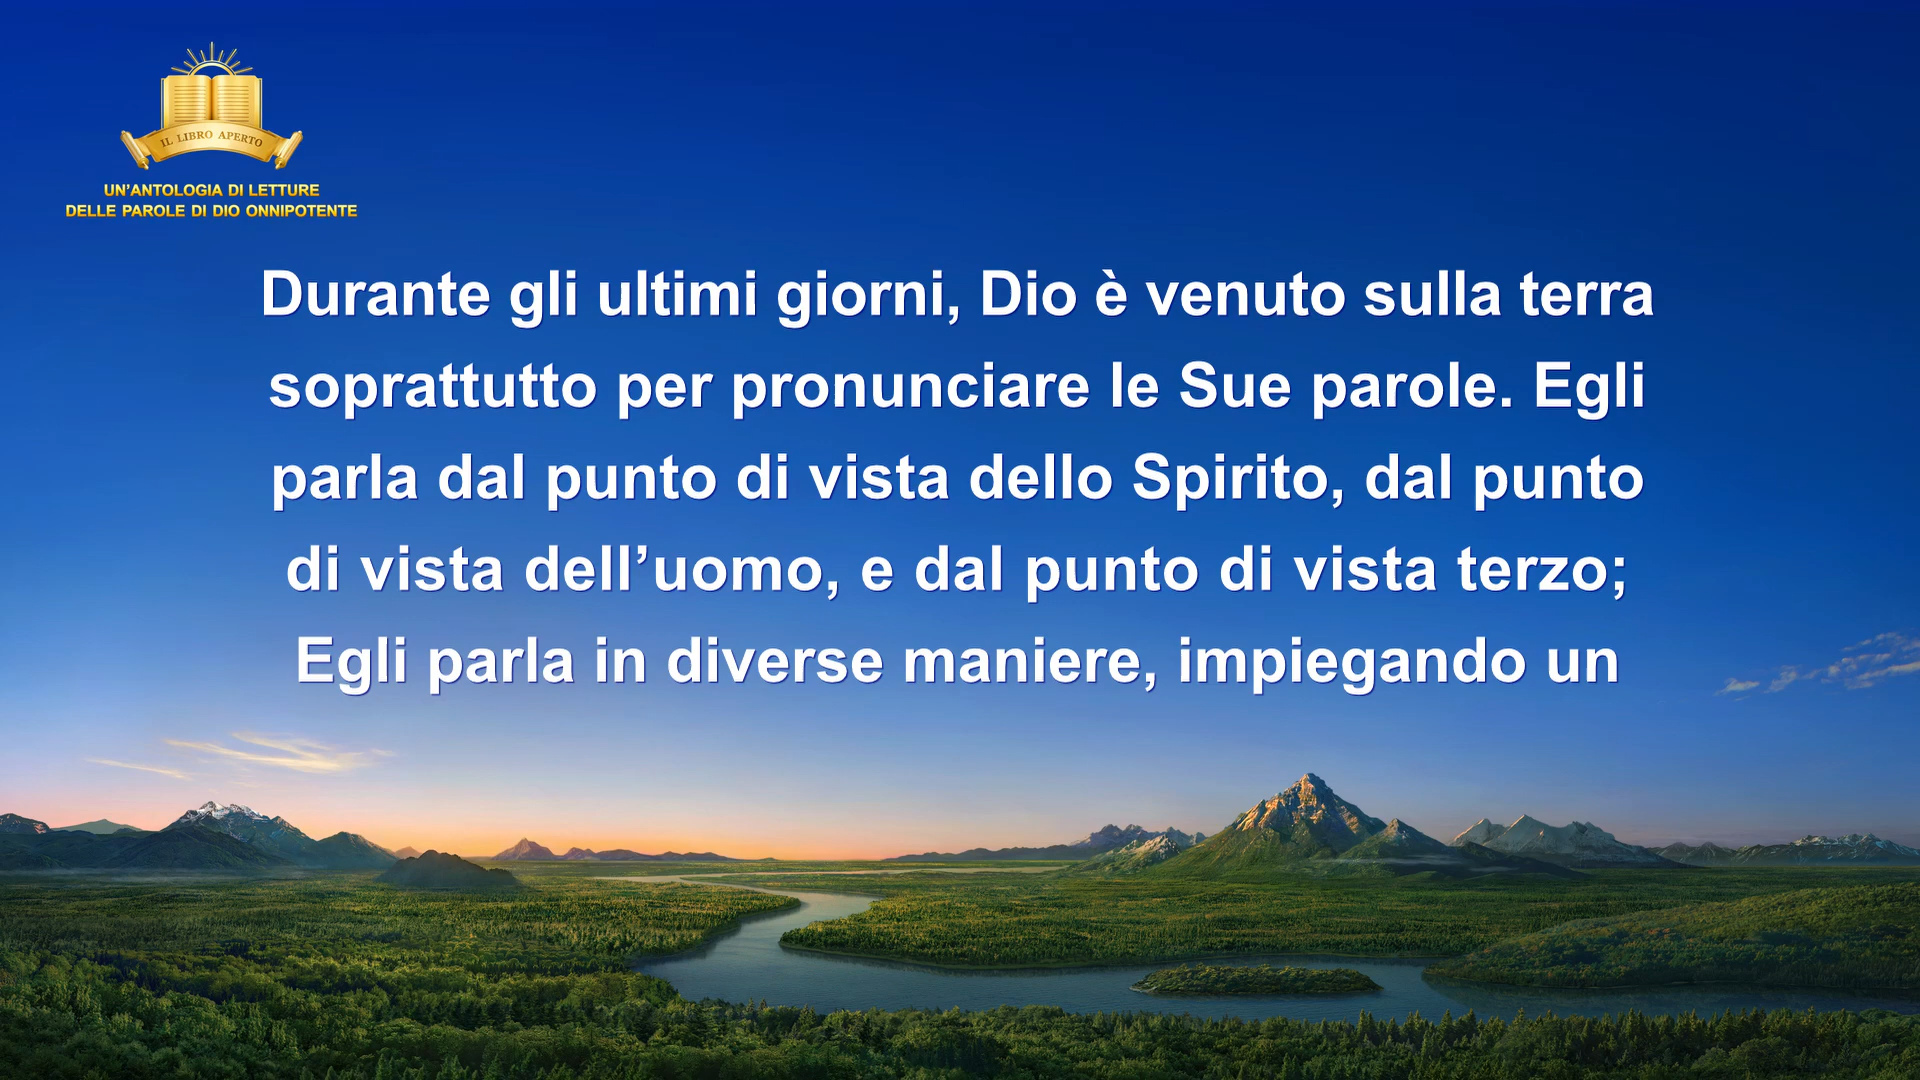 IL LIBRO APERTO
UN’ANTOLOGIA DI LETTURE
DELLE PAROLE DI DIO ONNIPOTENTE
Durante gli ultimi giorni, Dio è venuto sulla terra
soprattutto per pronunciare le Sue parole. Egli
parla dal punto di vista dello Spirito, dal punto
di vista dell’uomo, e dal punto di vista terzo;
Egli parla in diverse maniere, impiegando un